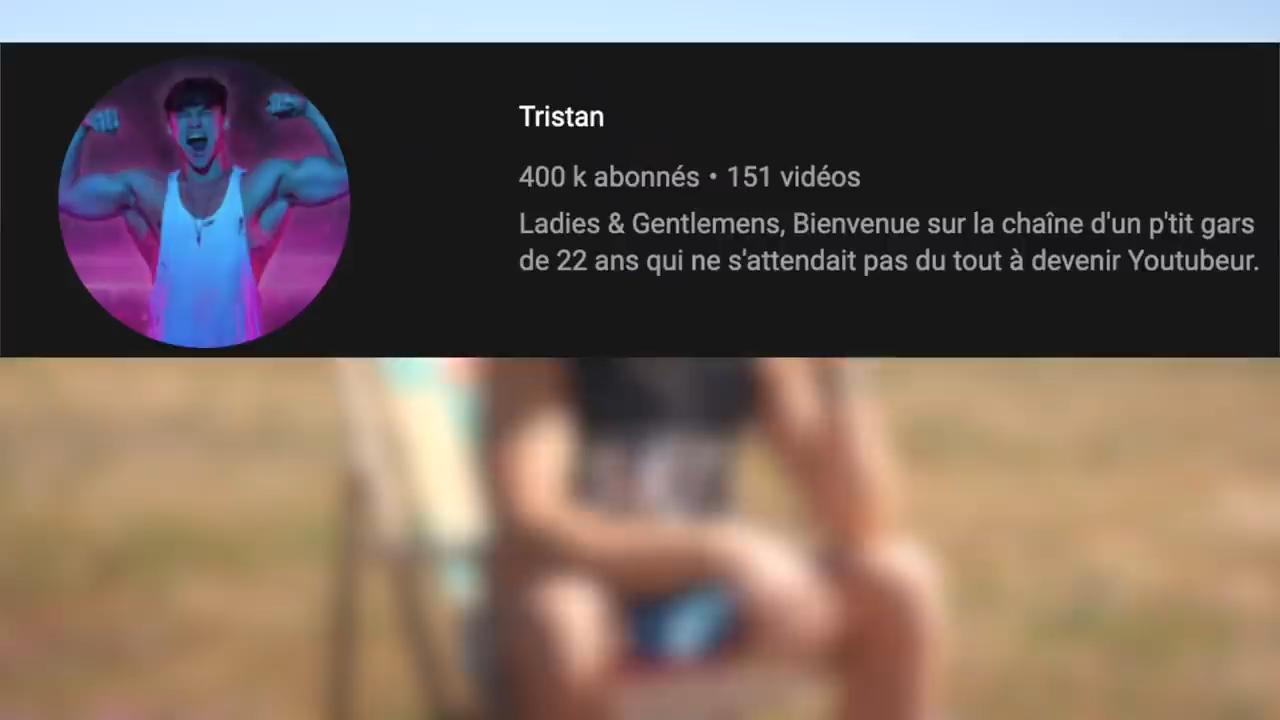 Tristan
400 k abonnés • 151 vidéos
Ladies & Gentlemens, Bienvenue sur la chaîne d'un p'tit gars
de 22 ans qui ne s'attendait pas du tout à devenir Youtubeur.